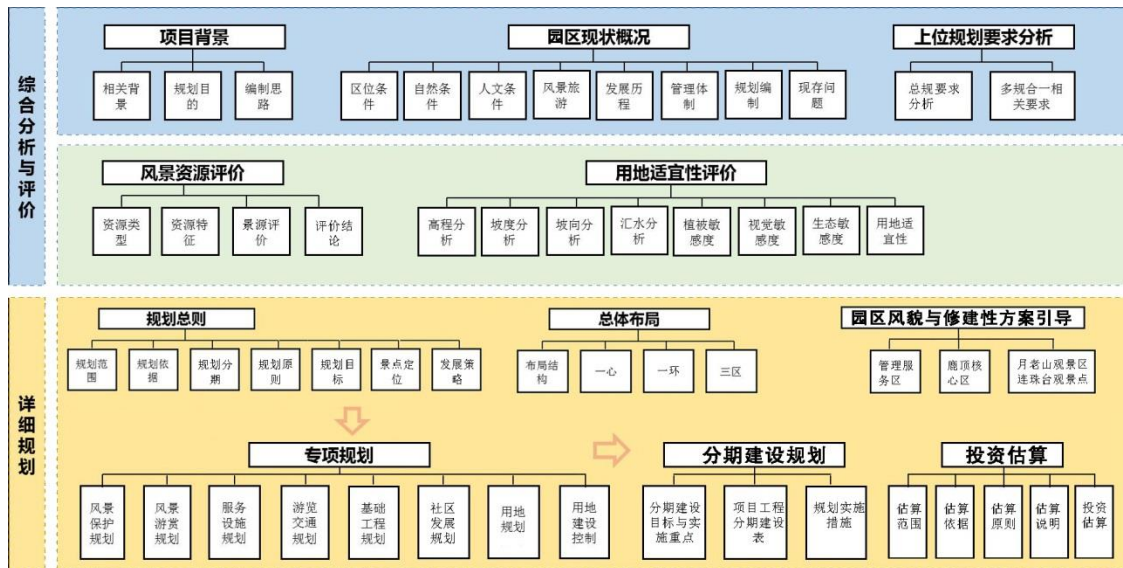 综合分析与评价
项目背景
相关背景
规划目的
编制思路
园区现状概况
区位条件
自然条件
人文条件
风景旅游
发展历程
管理体制
规划编制
现存问题
上位规划要求分析
总规要求
分析
多规合一相
关要求
风景资源评价
资源类型
资源特征
景源评价
评价结论
用地适宜性评价
高程分析
坡度分析
坡向分析
汇水分析
植被敏感度
视觉敏感度
生态敏感度
用地适宜性
详细规划
规划总则
规划范围
规划依据
规划分期
规划原则
规划目标
景点定位
发展策略
总体布局
布局结构
一心
一环
三区
园区风貌与修建性方案引导
管理服务区
鹿顶核心区
月老山观景区
连珠台观景点
专项规划
风景
保护
规划
风景
游赏
规划
服务
设施
规划
游览
交通
规划
基础
工程
规划
社区
发展
规划
用地
规划
用地
建设
控制
分期建设规划
分期建设
目标与实
施重点
项目工程
分期建设
表
规划实施
措施
投资估算
估算
范围
估算
依据
估算
原则
估算
说明
投资
估算